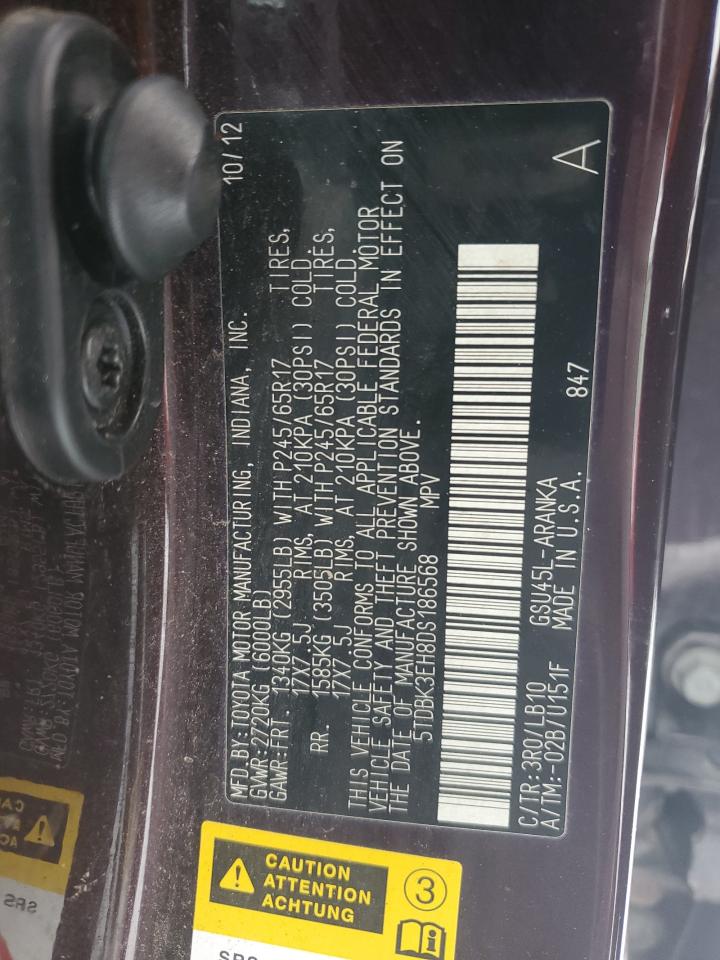 MFD.BY:TOYOTA MOTOR MANUFACTURING, INDIANA, INC. 10/12
GVWR:2720KG (6000LB)
GAWR:FRT. 1340KG (2955LB) WITH P245/65R17 TIRES,
17X7.5J RIMS, AT 210KPA (30PSI) COLD
RR. 1585KG (3505LB) WITH P245/65R17 TIRES,
17X7.5J RIMS, AT 210KPA (30PSI) COLD.
THIS VEHICLE CONFORMS TO ALL APPLICABLE FEDERAL MOTOR
VEHICLE SAFETY AND THEFT PREVENTION STANDARDS IN EFFECT ON
THE DATE OF MANUFACTURE SHOWN ABOVE.
5TDBK3EH8DS186568 MPV
C/TR:3R0/LB10 GSU45L-ARANKA 847 A
A/TM:-02B/U151F MADE IN U.S.A.
CAUTION
ATTENTION
ACHTUNG
3
SRS